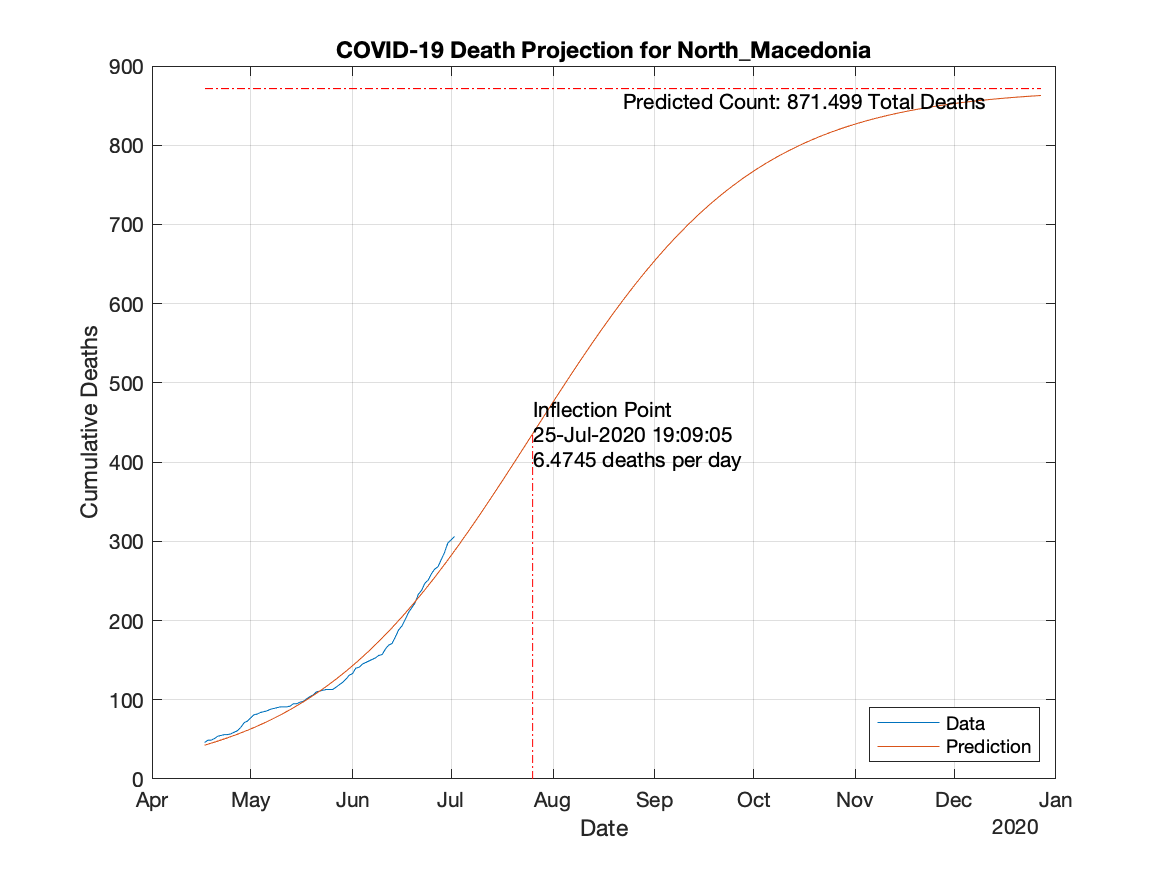 COVID-19 Death Projection for North_Macedonia
900
800
700
600
500
400
300
200
100
0
Cumulative Deaths
Predicted Count: 871.499 Total Deaths
Inflection Point
25-Jul-2020 19:09:05
6.4745 deaths per day
Data
Prediction
Apr May Jun Jul Aug Sep Oct Nov Dec Jan
Date
2020